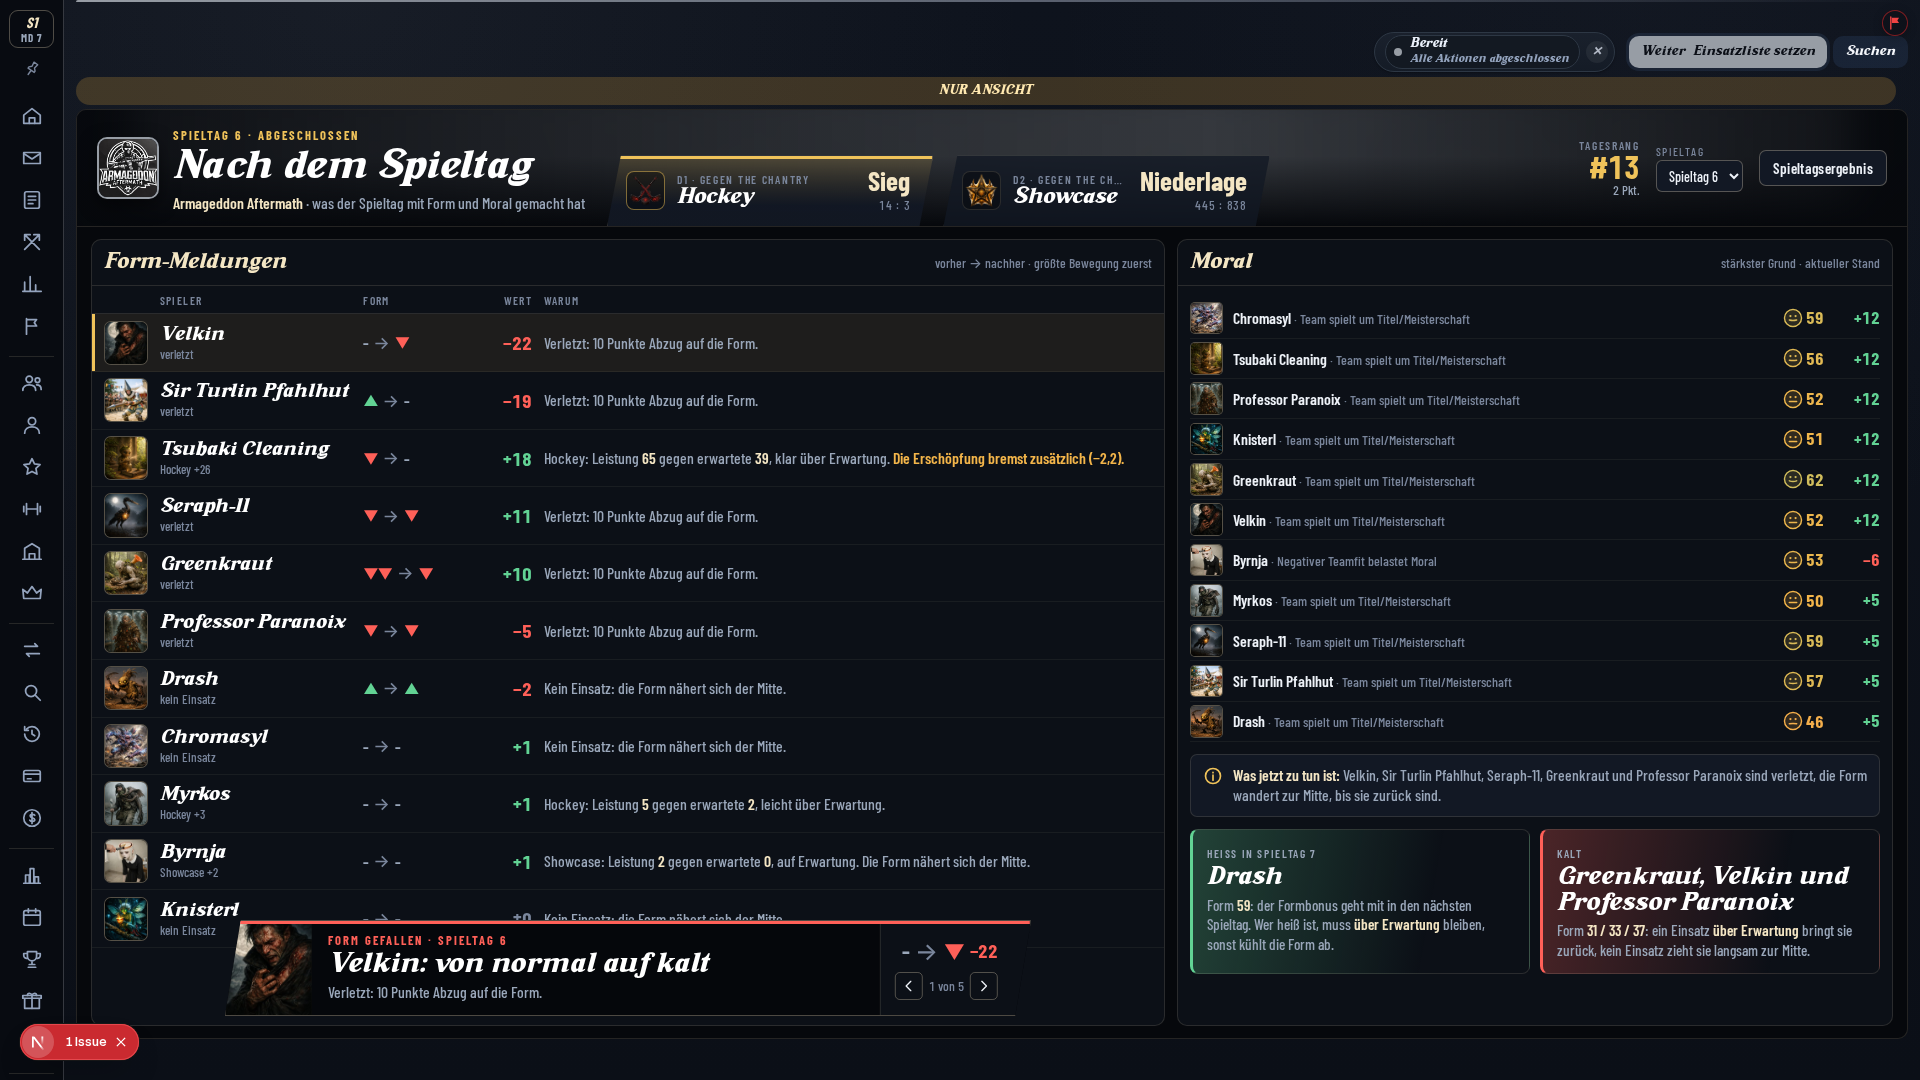 S1
MD 7
Bereit
Alle Aktionen abgeschlossen
Weiter Einsatzliste setzen
Suchen
NUR ANSICHT
ARMAGEDDON
AFTERMATH
SPIELTAG 6 · ABGESCHLOSSEN
Nach dem Spieltag
Armageddon Aftermath · was der Spieltag mit Form und Moral gemacht hat
D1 · GEGEN THE CHANTRY
Hockey
Sieg
14 : 3
D2 · GEGEN THE CH...
Showcase
Niederlage
445 : 838
TAGESRANG
#13
2 Pkt.
SPIELTAG
Spieltag 6
Spieltagsergebnis
Form-Meldungen
vorher → nachher · größte Bewegung zuerst
SPIELER FORM WERT WARUM
Velkin
verletzt
- → ▼ −22 Verletzt: 10 Punkte Abzug auf die Form.
Sir Turlin Pfahlhut
verletzt
▲ → - −19 Verletzt: 10 Punkte Abzug auf die Form.
Tsubaki Cleaning
Hockey +26
▼ → - +18 Hockey: Leistung 65 gegen erwartete 39, klar über Erwartung. Die Erschöpfung bremst zusätzlich (−2,2).
Seraph-11
verletzt
▼ → ▼ +11 Verletzt: 10 Punkte Abzug auf die Form.
Greenkraut
verletzt
▼▼ → ▼ +10 Verletzt: 10 Punkte Abzug auf die Form.
Professor Paranoix
verletzt
▼ → ▼ −5 Verletzt: 10 Punkte Abzug auf die Form.
Drash
kein Einsatz
▲ → ▲ −2 Kein Einsatz: die Form nähert sich der Mitte.
Chromasyl
kein Einsatz
- → - +1 Kein Einsatz: die Form nähert sich der Mitte.
Myrkos
Hockey +3
- → - +1 Hockey: Leistung 5 gegen erwartete 2, leicht über Erwartung.
Byrnja
Showcase +2
- → - +1 Showcase: Leistung 2 gegen erwartete 0, auf Erwartung. Die Form nähert sich der Mitte.
Knisterl
kein Einsatz
- → - ±0 Kein Einsatz: die Form nähert sich der Mitte.
FORM GEFALLEN · SPIELTAG 6
Velkin: von normal auf kalt
Verletzt: 10 Punkte Abzug auf die Form.
- → ▼ −22
1 von 5
Moral
stärkster Grund · aktueller Stand
Chromasyl · Team spielt um Titel/Meisterschaft 59 +12
Tsubaki Cleaning · Team spielt um Titel/Meisterschaft 56 +12
Professor Paranoix · Team spielt um Titel/Meisterschaft 52 +12
Knisterl · Team spielt um Titel/Meisterschaft 51 +12
Greenkraut · Team spielt um Titel/Meisterschaft 62 +12
Velkin · Team spielt um Titel/Meisterschaft 52 +12
Byrnja · Negativer Teamfit belastet Moral 53 −6
Myrkos · Team spielt um Titel/Meisterschaft 50 +5
Seraph-11 · Team spielt um Titel/Meisterschaft 59 +5
Sir Turlin Pfahlhut · Team spielt um Titel/Meisterschaft 57 +5
Drash · Team spielt um Titel/Meisterschaft 46 +5
Was jetzt zu tun ist: Velkin, Sir Turlin Pfahlhut, Seraph-11, Greenkraut und Professor Paranoix sind verletzt, die Form
wandert zur Mitte, bis sie zurück sind.
HEISS IN SPIELTAG 7
Drash
Form 59: der Formbonus geht mit in den nächsten
Spieltag. Wer heiß ist, muss über Erwartung bleiben,
sonst kühlt die Form ab.
KALT
Greenkraut, Velkin und
Professor Paranoix
Form 31 / 33 / 37: ein Einsatz über Erwartung bringt sie
zurück, kein Einsatz zieht sie langsam zur Mitte.
N 1 Issue